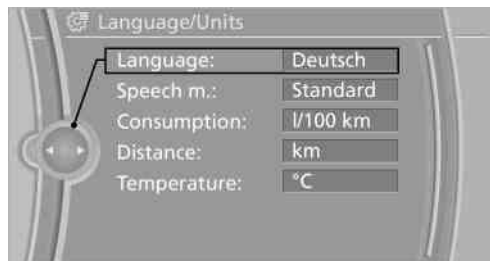 Language/Units
Language: Deutsch
Speech m.: Standard
Consumption: l/100 km
Distance: km
Temperature: °C